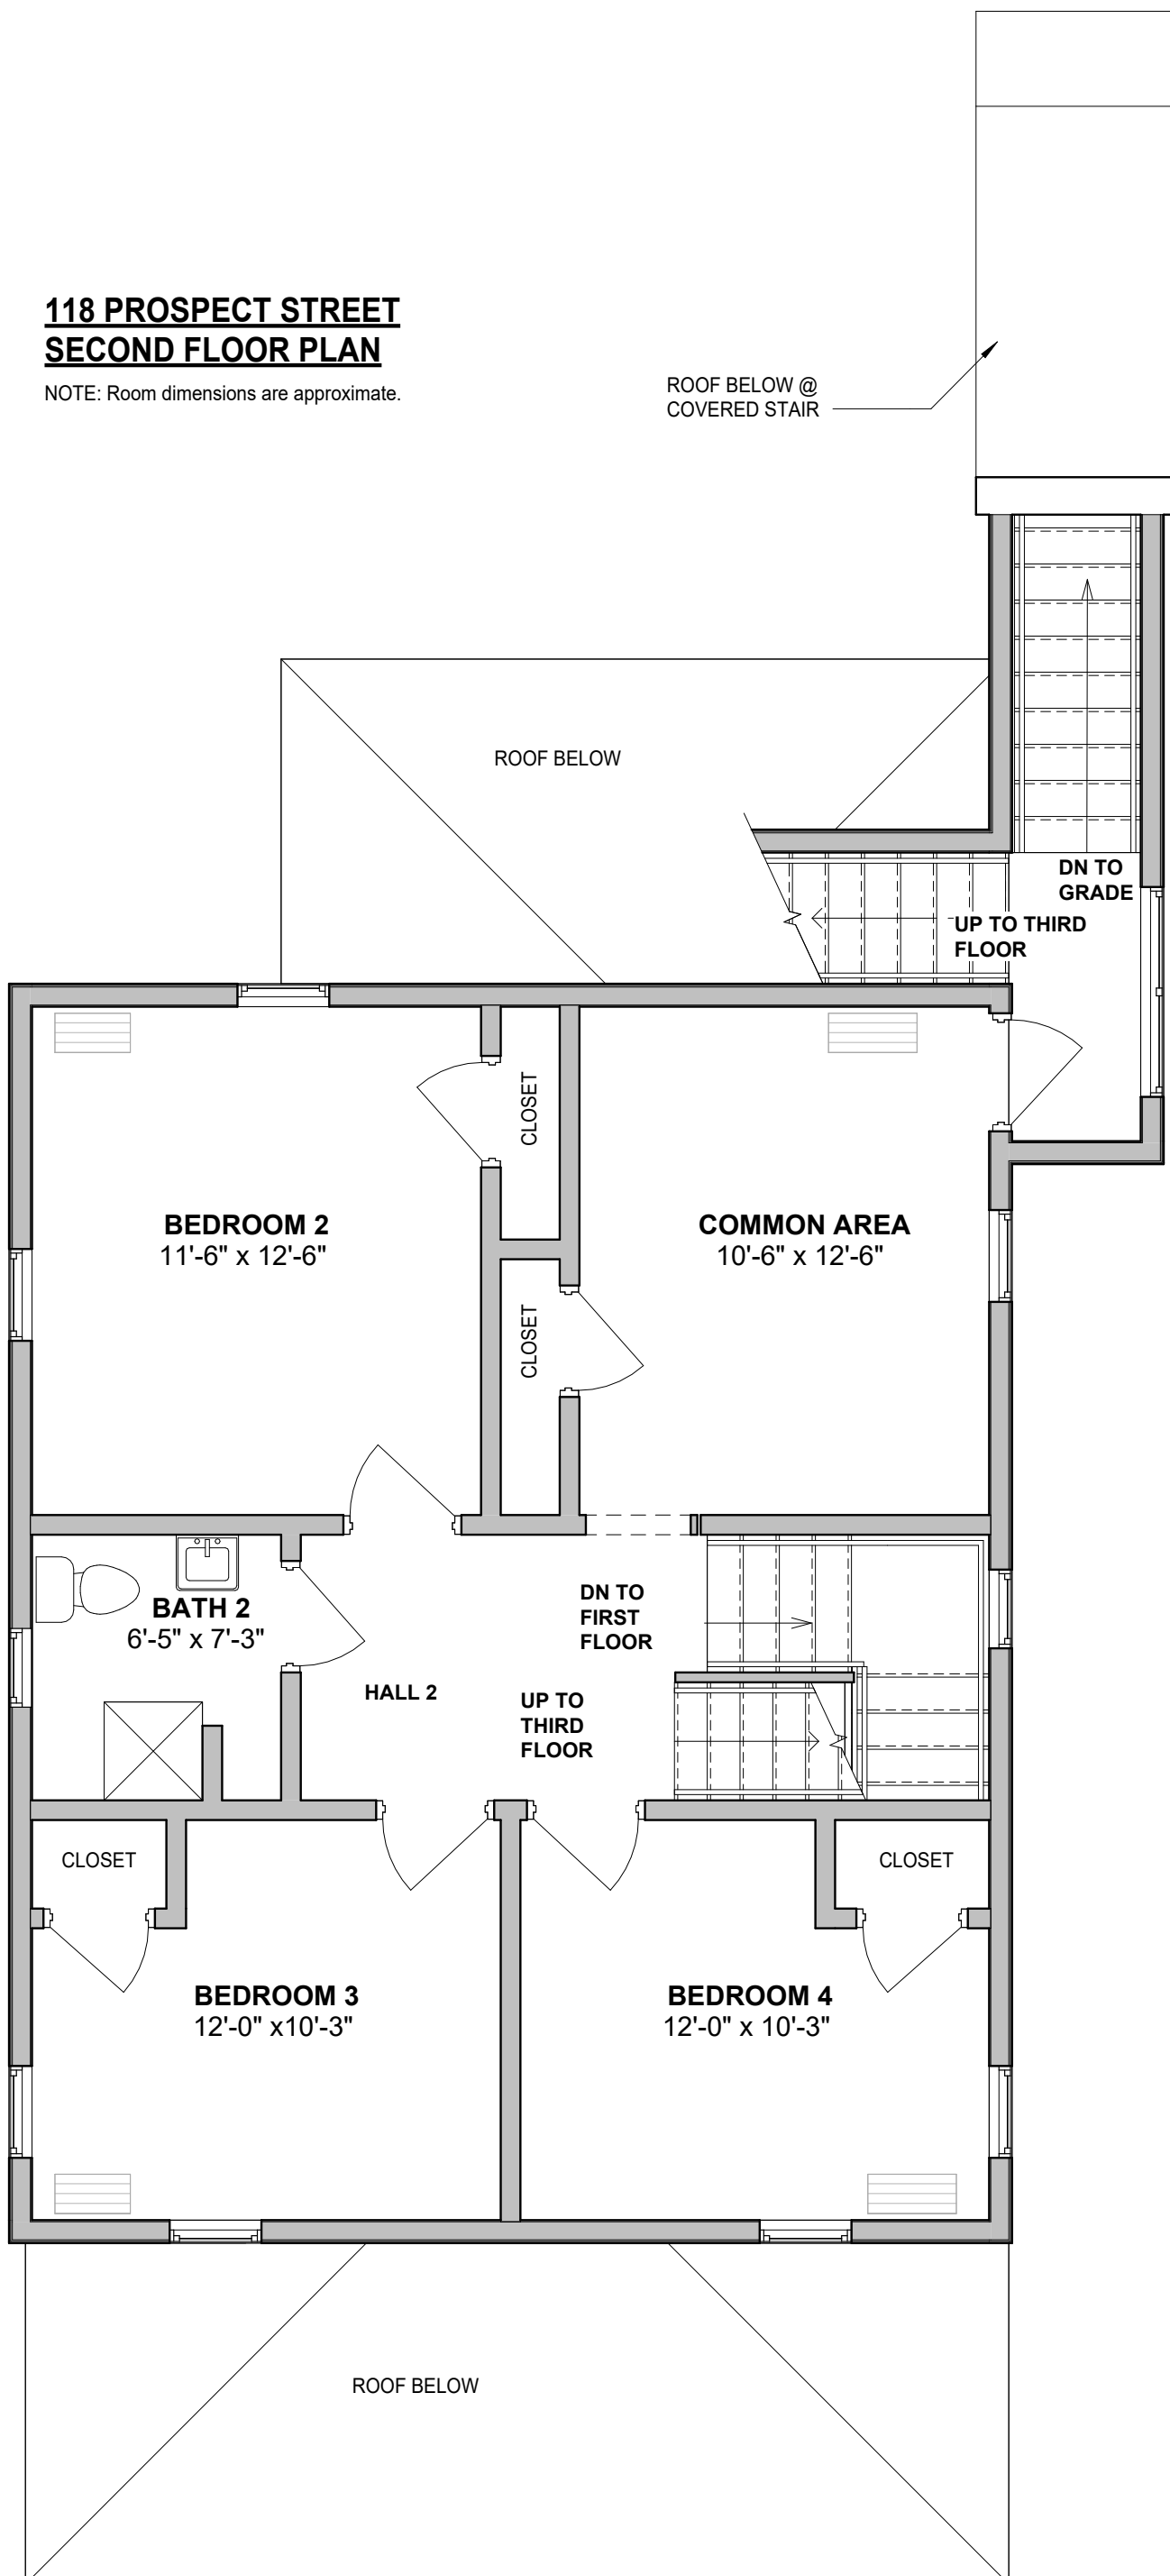 118 PROSPECT STREET
SECOND FLOOR PLAN
NOTE: Room dimensions are approximate.
ROOF BELOW @
COVERED STAIR
ROOF BELOW
DN TO
GRADE
UP TO THIRD
FLOOR
CLOSET
BEDROOM 2
11'-6" x 12'-6"
COMMON AREA
10'-6" x 12'-6"
CLOSET
BATH 2
6'-5" x 7'-3"
DN TO
FIRST
FLOOR
HALL 2
UP TO
THIRD
FLOOR
CLOSET
CLOSET
BEDROOM 3
12'-0" x10'-3"
BEDROOM 4
12'-0" x 10'-3"
ROOF BELOW